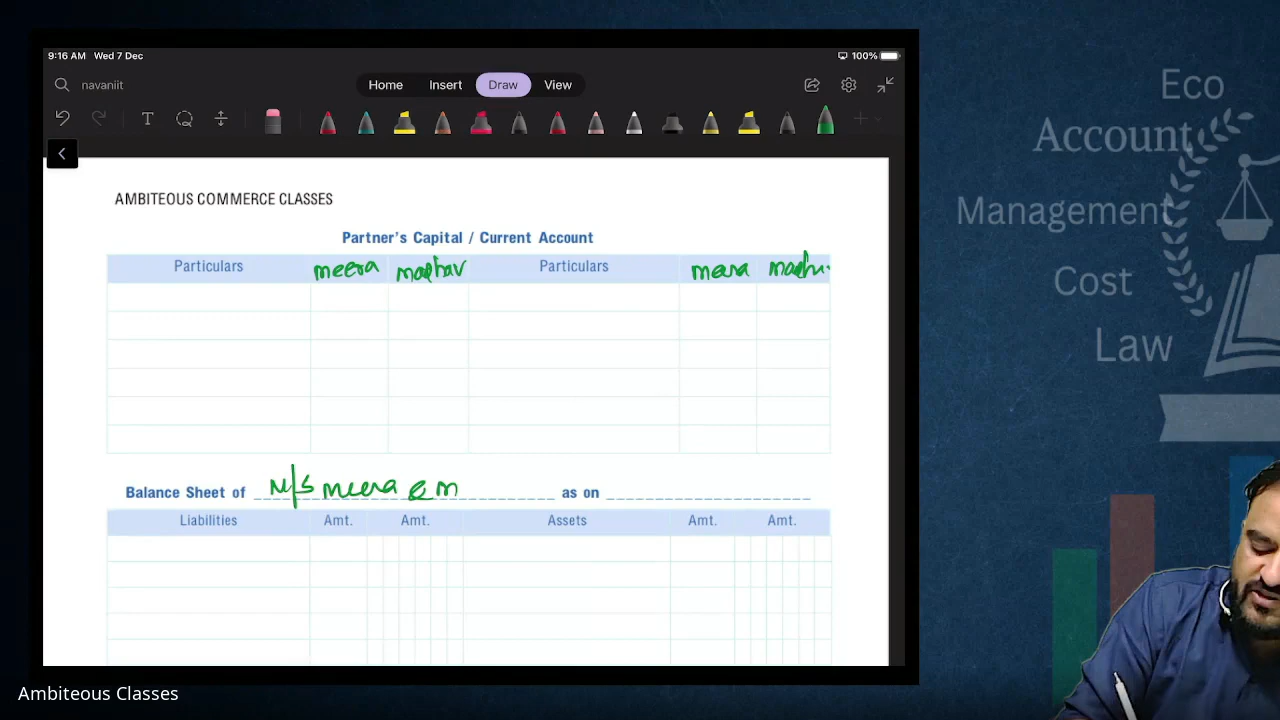 9:16 AM Wed 7 Dec 100%
navaniit Home Insert Draw View
AMBITEOUS COMMERCE CLASSES
Partner's Capital / Current Account
Particulars meera madhav Particulars meera
Balance Sheet of M/S meera & m as on
Liabilities Amt. Amt. Assets Amt. Amt.
Eco
Account
Management
Cost
Law
Ambiteous Classes